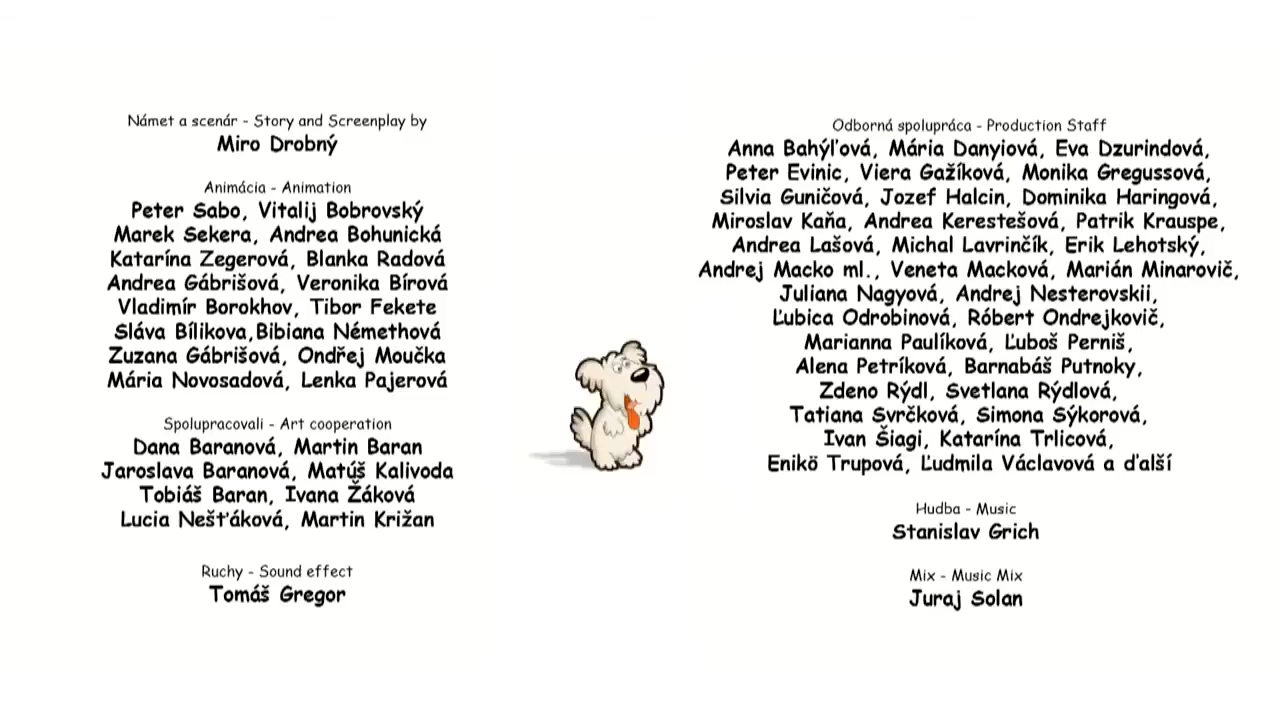 Námet a scenár - Story and Screenplay by
Miro Drobný
Animácia - Animation
Peter Sabo, Vitalij Bobrovský
Marek Sekera, Andrea Bohunická
Katarína Zegerová, Blanka Radová
Andrea Gábrišová, Veronika Bírová
Vladimír Borokhov, Tibor Fekete
Sláva Bílikova,Bibiana Némethová
Zuzana Gábrišová, Ondřej Moučka
Mária Novosadová, Lenka Pajerová
Spolupracovali - Art cooperation
Dana Baranová, Martin Baran
Jaroslava Baranová, Matúš Kalivoda
Tobiáš Baran, Ivana Žáková
Lucia Nešťáková, Martin Križan
Ruchy - Sound effect
Tomáš Gregor
Odborná spolupráca - Production Staff
Anna Bahýľová, Mária Danyiová, Eva Dzurindová,
Peter Evinic, Viera Gažíková, Monika Gregussová,
Silvia Guničová, Jozef Halcin, Dominika Haringová,
Miroslav Kaňa, Andrea Kerestešová, Patrik Krauspe,
Andrea Lašová, Michal Lavrinčík, Erik Lehotský,
Andrej Macko ml., Veneta Macková, Marián Minarovič,
Juliana Nagyová, Andrej Nesterovskii,
Ľubica Odrobinová, Róbert Ondrejkovič,
Marianna Paulíková, Ľuboš Perniš,
Alena Petríková, Barnabáš Putnoky,
Zdeno Rýdl, Svetlana Rýdlová,
Tatiana Svrčková, Simona Sýkorová,
Ivan Šiagi, Katarína Trlicová,
Enikö Trupová, Ľudmila Václavová a ďalší
Hudba - Music
Stanislav Grich
Mix - Music Mix
Juraj Solan